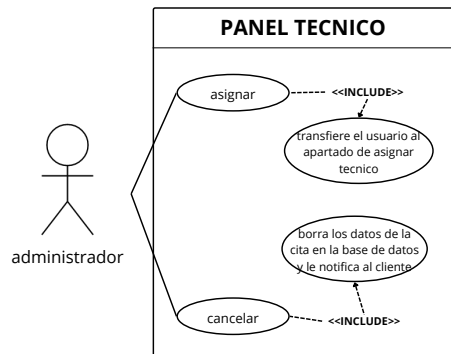 PANEL TECNICO
asignar
<<INCLUDE>>
transfiere el usuario al
apartado de asignar
tecnico
administrador
borra los datos de la
cita en la base de datos
y le notifica al cliente
cancelar
<<INCLUDE>>